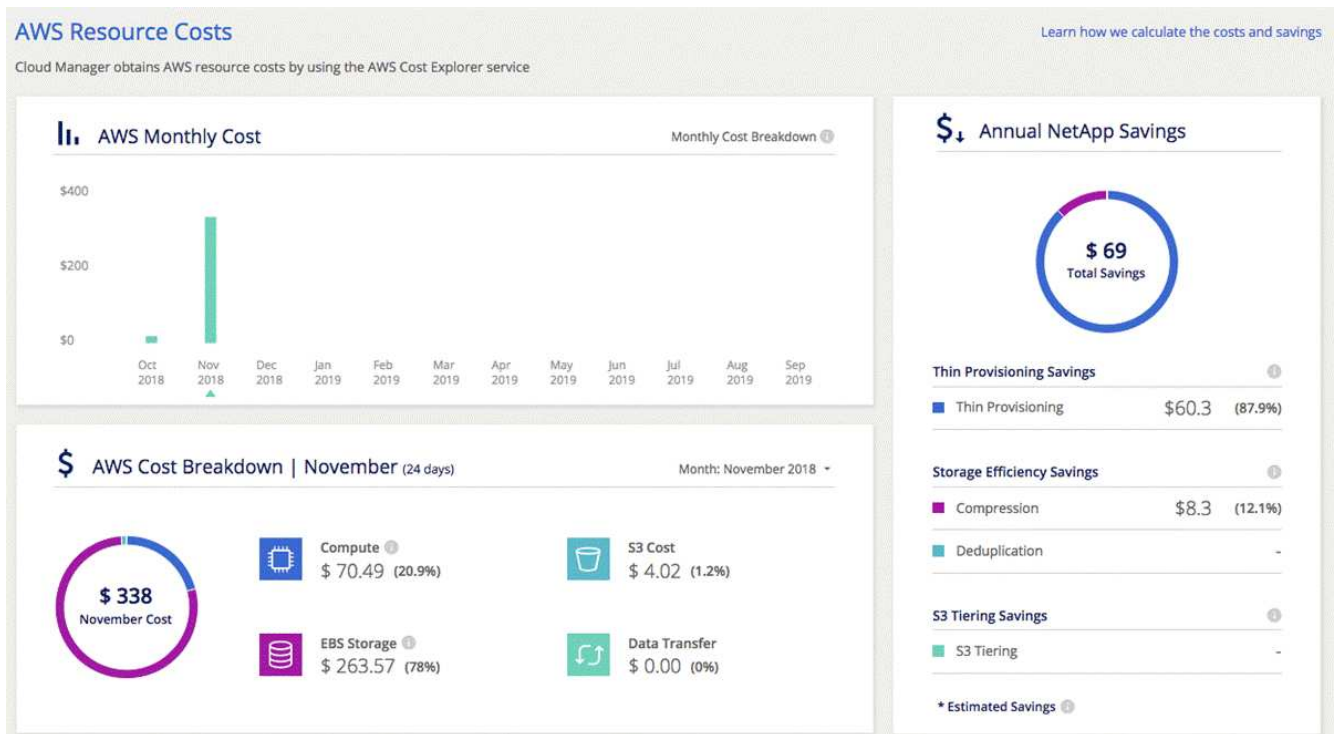 AWS Resource Costs
Learn how we calculate the costs and savings
Cloud Manager obtains AWS resource costs by using the AWS Cost Explorer service
AWS Monthly Cost
Monthly Cost Breakdown
$400
$200
$0
Oct Nov Dec Jan Feb Mar Apr May Jun Jul Aug Sep
2018 2018 2018 2019 2019 2019 2019 2019 2019 2019 2019 2019
$ AWS Cost Breakdown | November (24 days)
Month: November 2018
$ 338
November Cost
Compute
$ 70.49 (20.9%)
S3 Cost
$ 4.02 (1.2%)
EBS Storage
$ 263.57 (78%)
Data Transfer
$ 0.00 (0%)
$ Annual NetApp Savings
$ 69
Total Savings
Thin Provisioning Savings
Thin Provisioning $60.3 (87.9%)
Storage Efficiency Savings
Compression $8.3 (12.1%)
Deduplication -
S3 Tiering Savings
S3 Tiering -
* Estimated Savings